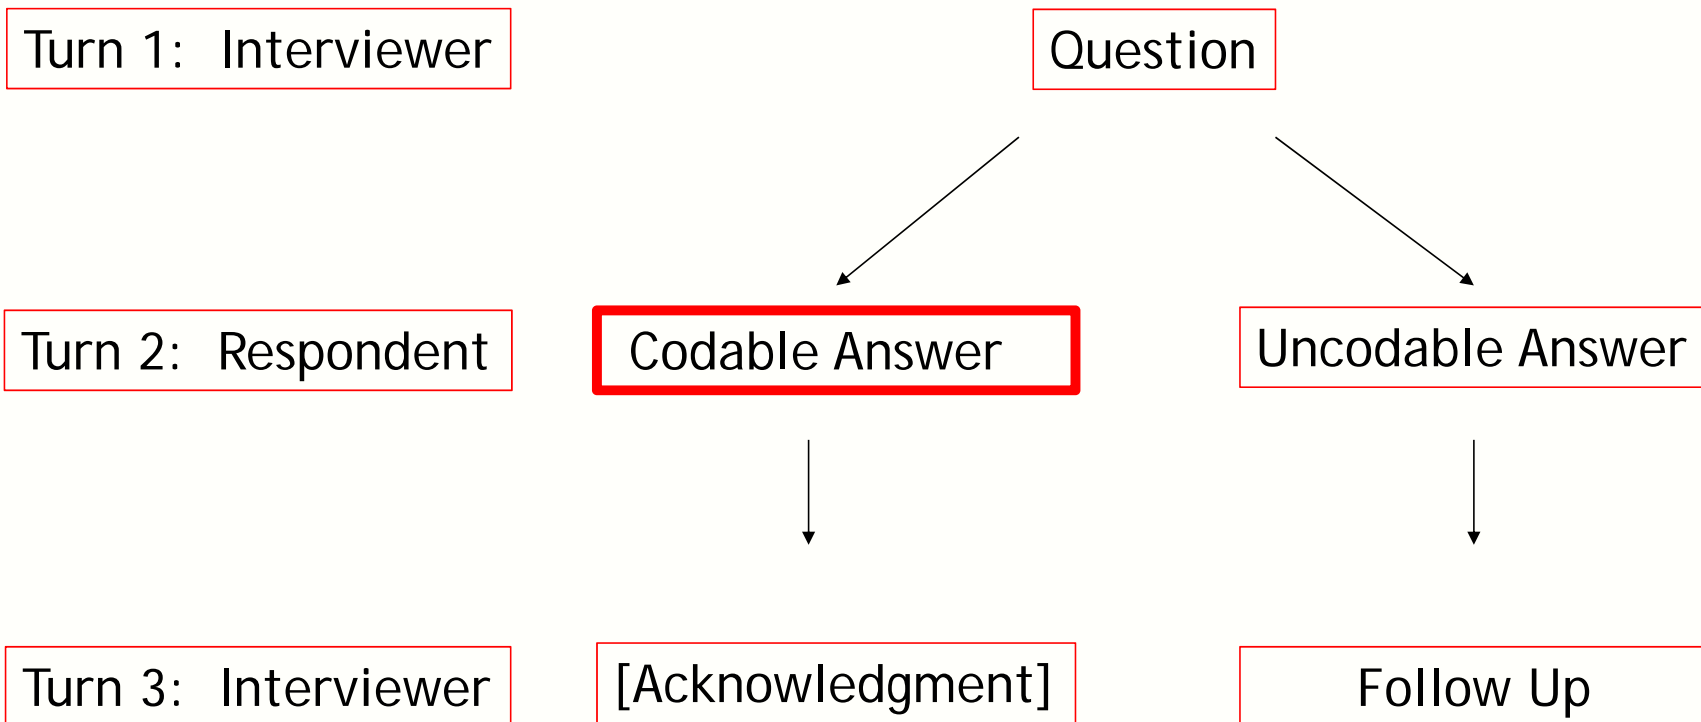 Turn 1: Interviewer
Question
Turn 2: Respondent
Codable Answer
Uncodable Answer
Turn 3: Interviewer
[Acknowledgment]
Follow Up